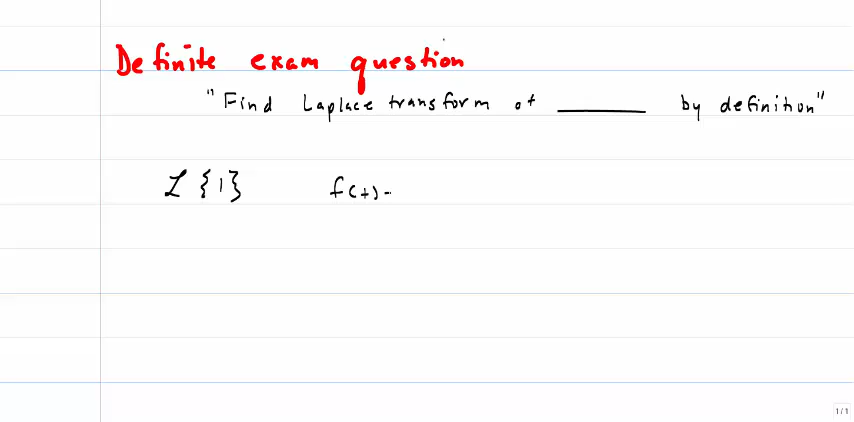 Definite exam question
"Find Laplace transform of ______ by definition"
ℒ {1} f(t) -
1/1